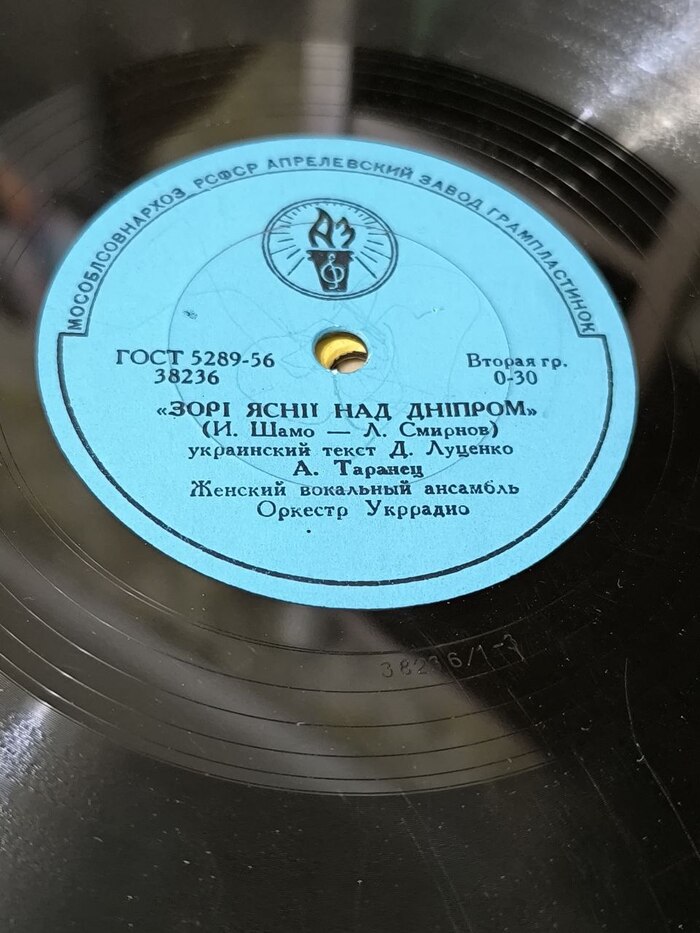 МОСОБЛСОВНАРХОЗ РСФСР АПРЕЛЕВСКИЙ ЗАВОД ГРАМПЛАСТИНОК
АЗ
ГОСТ 5289-56
38236
Вторая гр.
0-30
«ЗОРІ ЯСНІЇ НАД ДНІПРОМ»
(И. Шамо — Л. Смирнов)
украинский текст Д. Луценко
А. Таранец
Женский вокальный ансамбль
Оркестр Укррадио